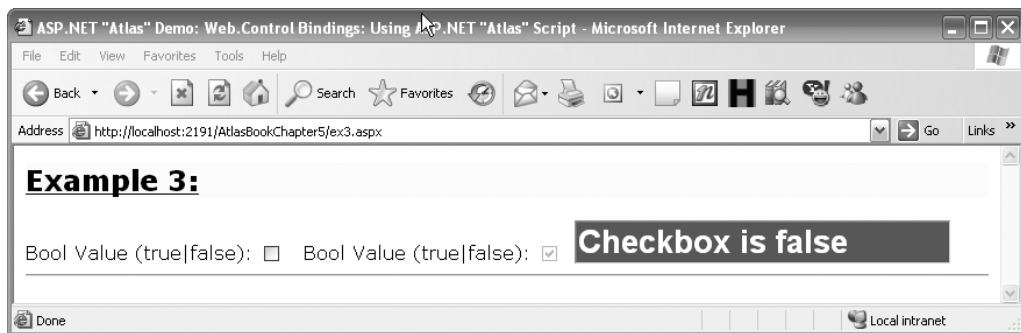 ASP.NET "Atlas" Demo: Web.Control Bindings: Using ASP.NET "Atlas" Script - Microsoft Internet Explorer
File Edit View Favorites Tools Help
Back Search Favorites
Address http://localhost:2191/AtlasBookChapter5/ex3.aspx Go Links »
Example 3:
Bool Value (true|false): Bool Value (true|false): Checkbox is false
Done Local intranet